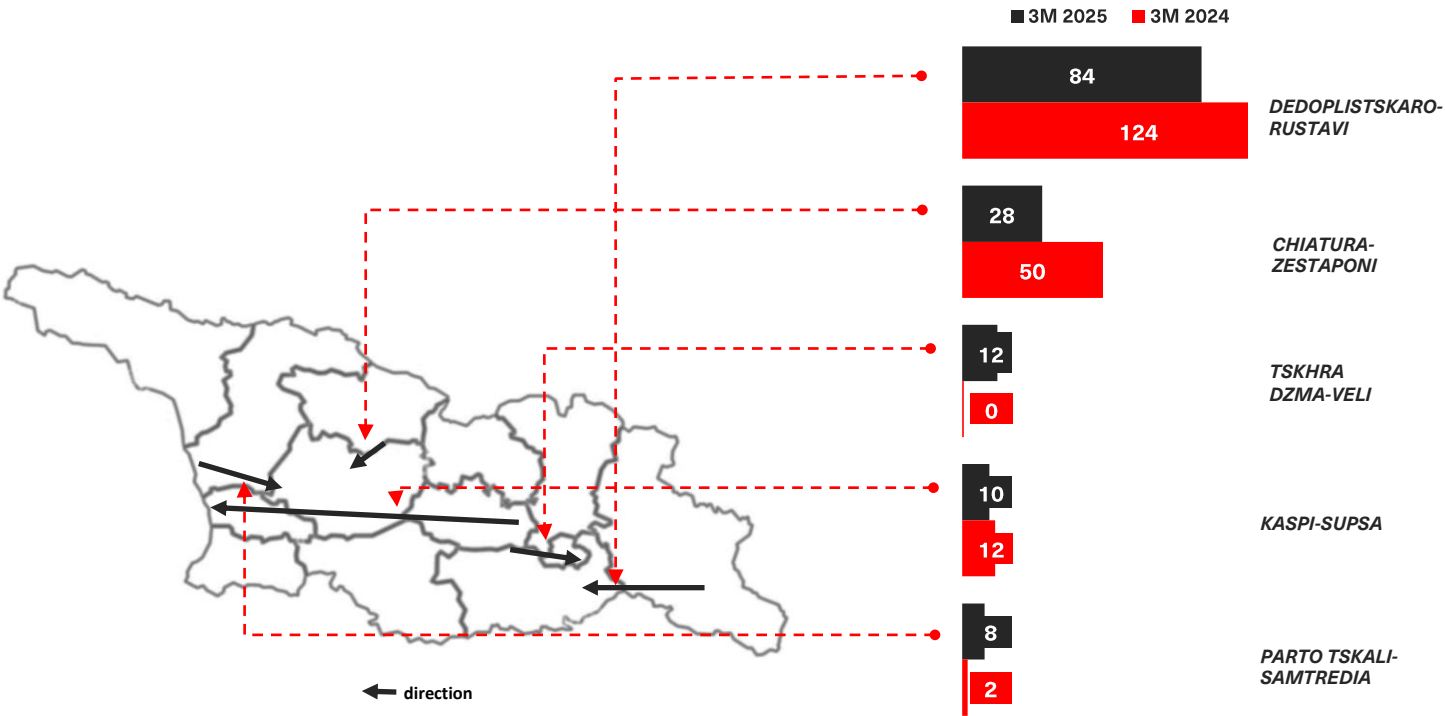 3M 2025 3M 2024
84
124
DEDOPLISTSKARO-
RUSTAVI
28
50
CHIATURA-
ZESTAPONI
12
0
TSKHRA
DZMA-VELI
10
12
KASPI-SUPSA
8
2
PARTO TSKALI-
SAMTREDIA
direction